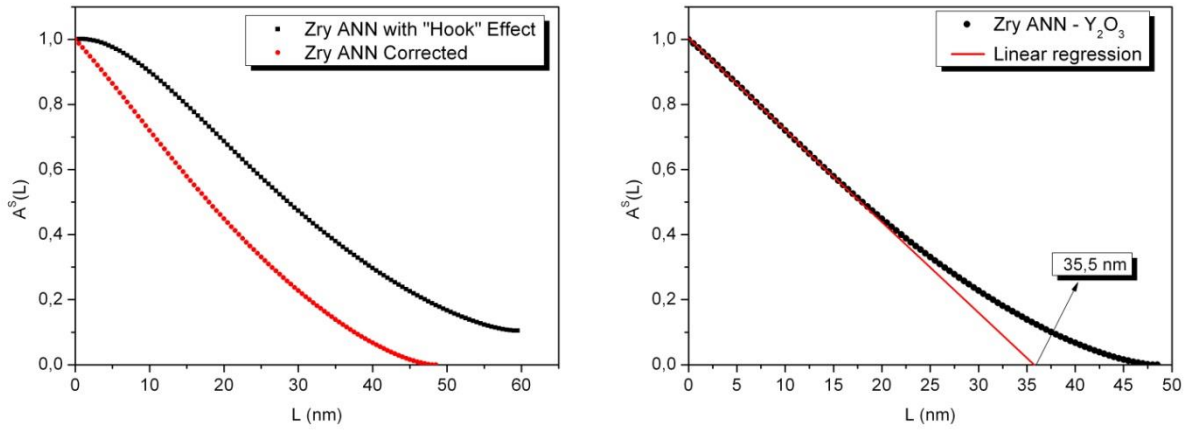 Zry ANN with "Hook" Effect
Zry ANN Corrected
1,0
0,8
0,6
0,4
0,2
0,0
A^S(L)
0 10 20 30 40 50 60
L (nm)
Zry ANN - Y₂O₃
Linear regression
1,0
0,8
0,6
0,4
0,2
0,0
A^S(L)
35,5 nm
0 5 10 15 20 25 30 35 40 45 50
L (nm)